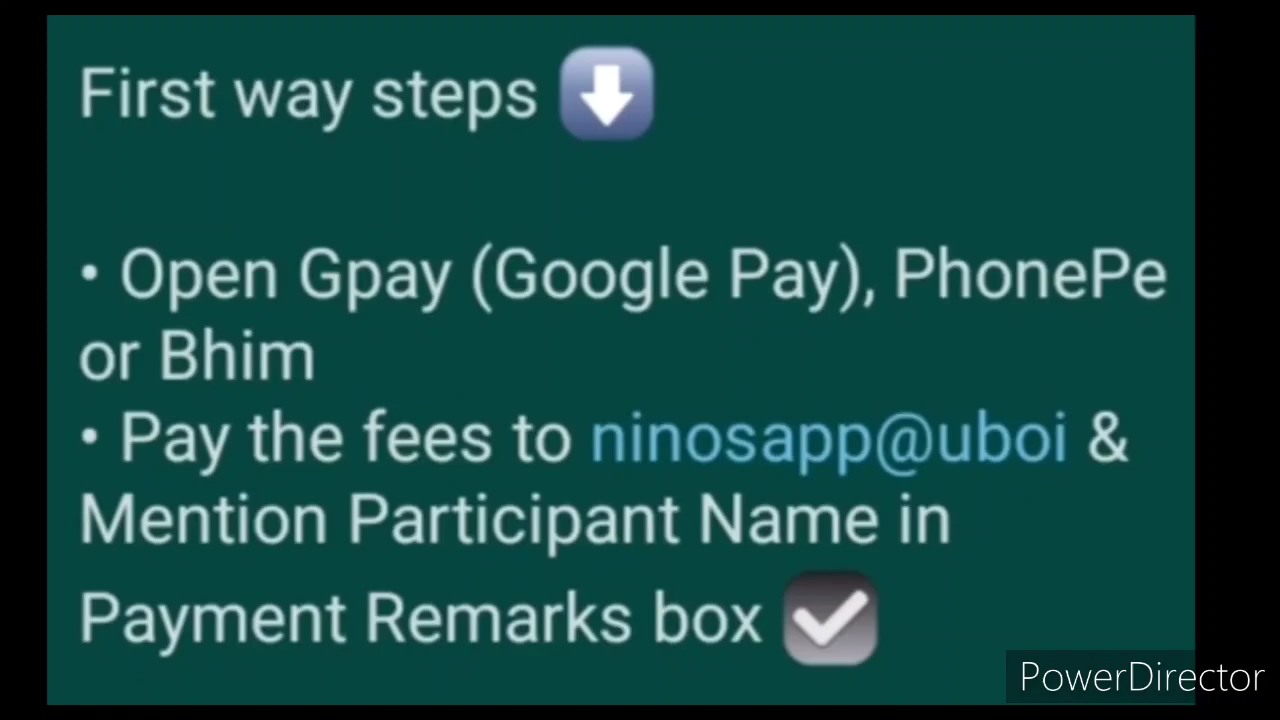 First way steps ⬇️
• Open Gpay (Google Pay), PhonePe
or Bhim
• Pay the fees to ninosapp@uboi &
Mention Participant Name in
Payment Remarks box ☑️
PowerDirector